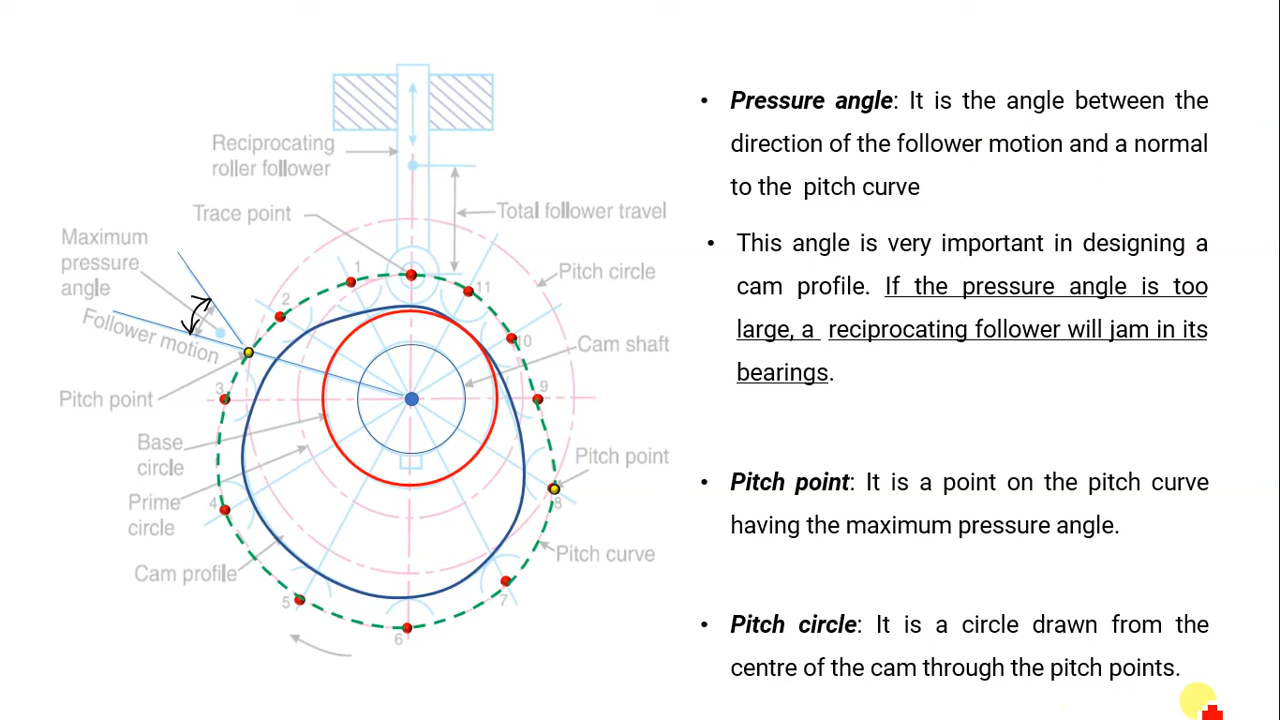 Reciprocating
roller follower
Trace point
Total follower travel
Maximum
pressure
angle
Pitch circle
1
11
2
Follower motion
10
Cam shaft
3
9
Pitch point
Base
circle
Pitch point
Prime
circle
4
8
Pitch curve
Cam profile
5
7
6
• Pressure angle: It is the angle between the
direction of the follower motion and a normal
to the pitch curve
• This angle is very important in designing a
cam profile. If the pressure angle is too
large, a reciprocating follower will jam in its
bearings.
• Pitch point: It is a point on the pitch curve
having the maximum pressure angle.
• Pitch circle: It is a circle drawn from the
centre of the cam through the pitch points.